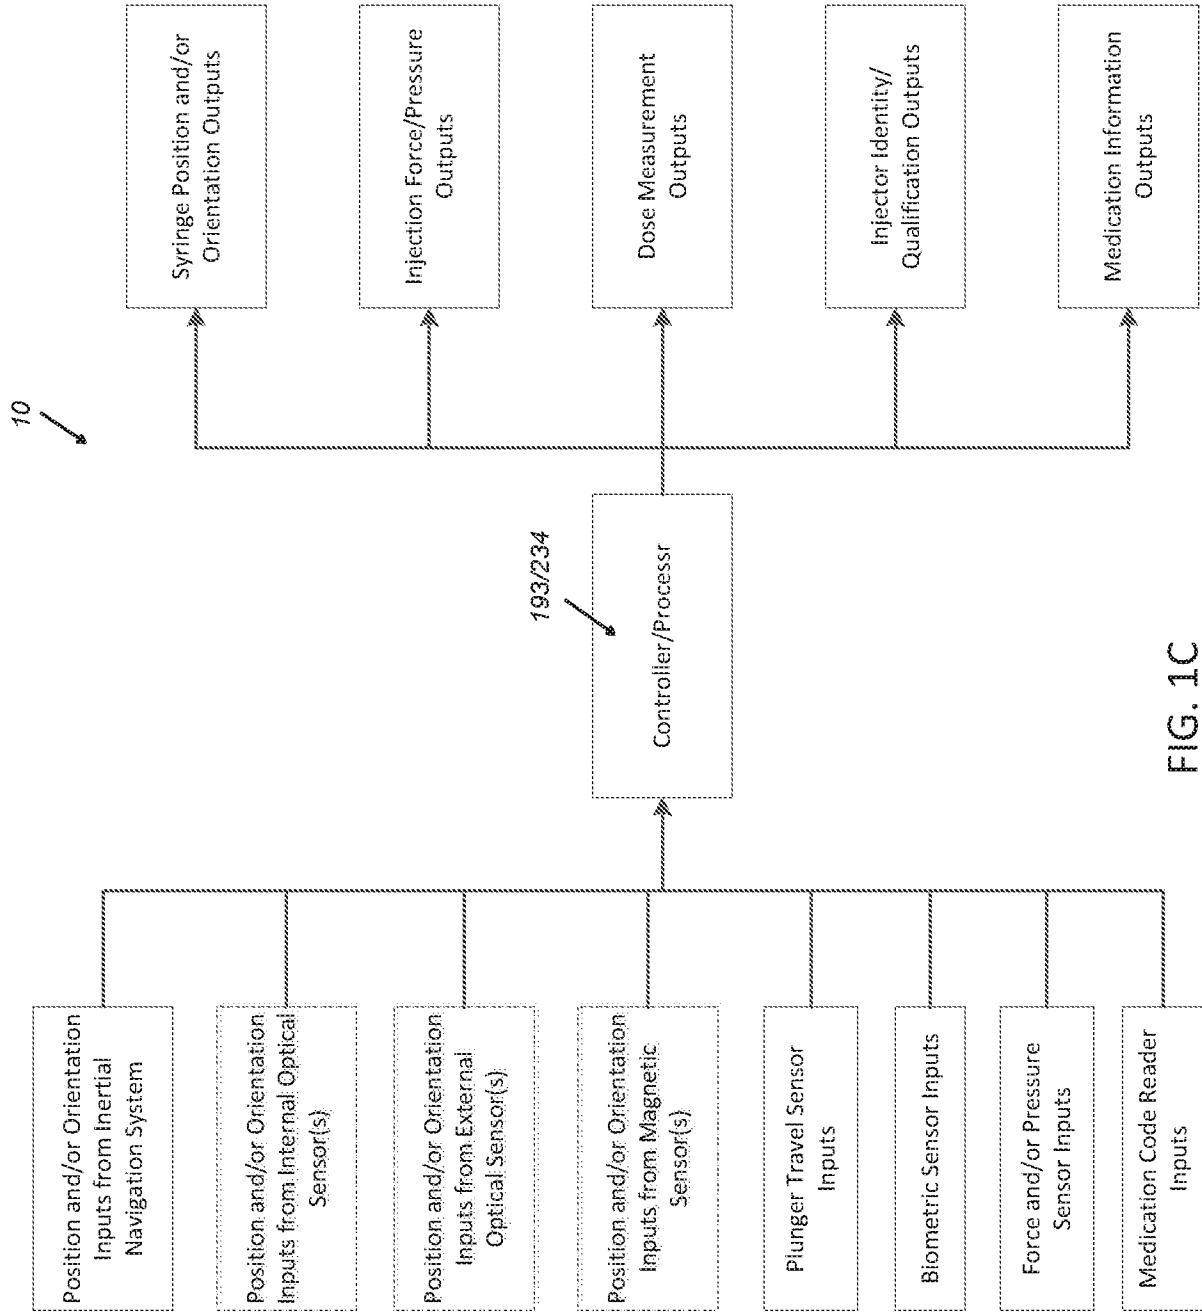 10
Position and/or Orientation
Inputs from Inertial
Navigation System
Position and/or Orientation
Inputs from Internal Optical
Sensor(s)
Position and/or Orientation
Inputs from External
Optical Sensor(s)
Position and/or Orientation
Inputs from Magnetic
Sensor(s)
Plunger Travel Sensor
Inputs
Biometric Sensor Inputs
Force and/or Pressure
Sensor Inputs
Medication Code Reader
Inputs
193/234
Controller/Processr
Syringe Position and/or
Orientation Outputs
Injection Force/Pressure
Outputs
Dose Measurement
Outputs
Injector Identity/
Qualification Outputs
Medication Information
Outputs
FIG. 1C